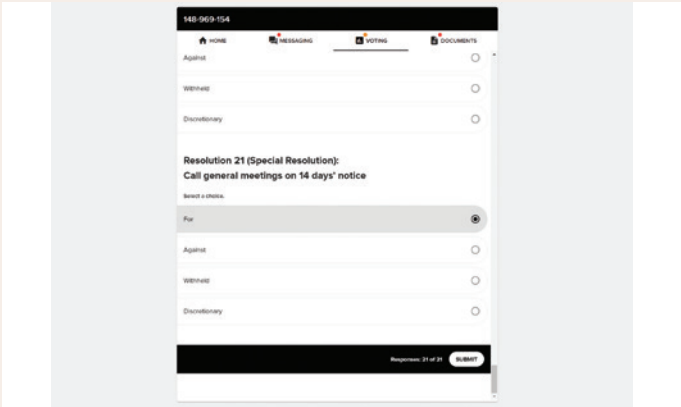 148-969-154
HOME MESSAGING VOTING DOCUMENTS
Against
Withheld
Discretionary
Resolution 21 (Special Resolution):
Call general meetings on 14 days' notice
Select a choice.
For
Against
Withheld
Discretionary
Responses: 21 of 21 SUBMIT